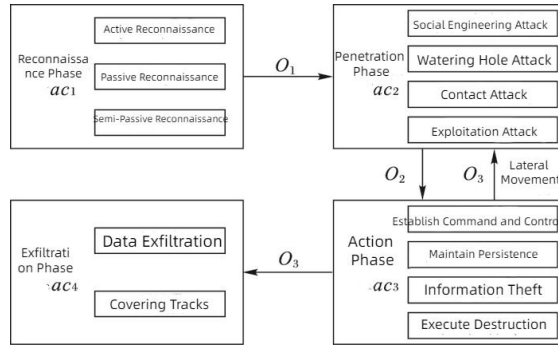 Reconnaissa
nce Phase
ac1
Active Reconnaissance
Passive Reconnaissance
Semi-Passive Reconnaissance
O1
Penetration
Phase
ac2
Social Engineering Attack
Watering Hole Attack
Contact Attack
Exploitation Attack
O2
O3
Lateral
Movement
Action
Phase
ac3
Establish Command and Control
Maintain Persistence
Information Theft
Execute Destruction
O3
Exfiltrati
on Phase
ac4
Data Exfiltration
Covering Tracks